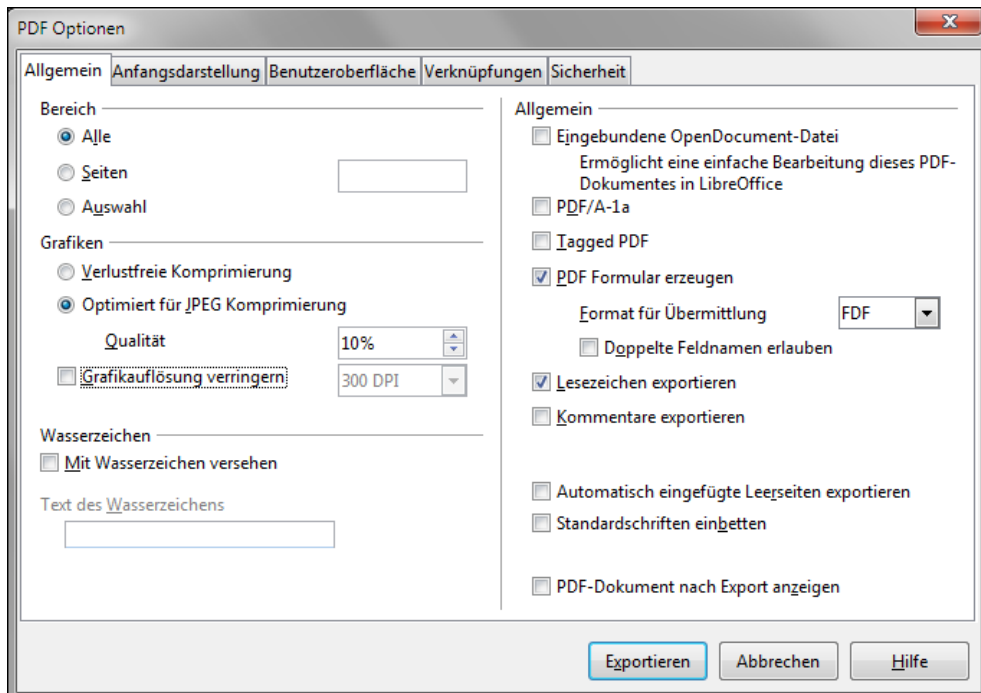 PDF Optionen
Allgemein Anfangsdarstellung Benutzeroberfläche Verknüpfungen Sicherheit
Bereich
Alle
Seiten
Auswahl
Grafiken
Verlustfreie Komprimierung
Optimiert für JPEG Komprimierung
Qualität 10%
Grafikauflösung verringern 300 DPI
Wasserzeichen
Mit Wasserzeichen versehen
Text des Wasserzeichens
Allgemein
Eingebundene OpenDocument-Datei
Ermöglicht eine einfache Bearbeitung dieses PDF-
Dokumentes in LibreOffice
PDF/A-1a
Tagged PDF
PDF Formular erzeugen
Format für Übermittlung FDF
Doppelte Feldnamen erlauben
Lesezeichen exportieren
Kommentare exportieren
Automatisch eingefügte Leerseiten exportieren
Standardschriften einbetten
PDF-Dokument nach Export anzeigen
Exportieren Abbrechen Hilfe